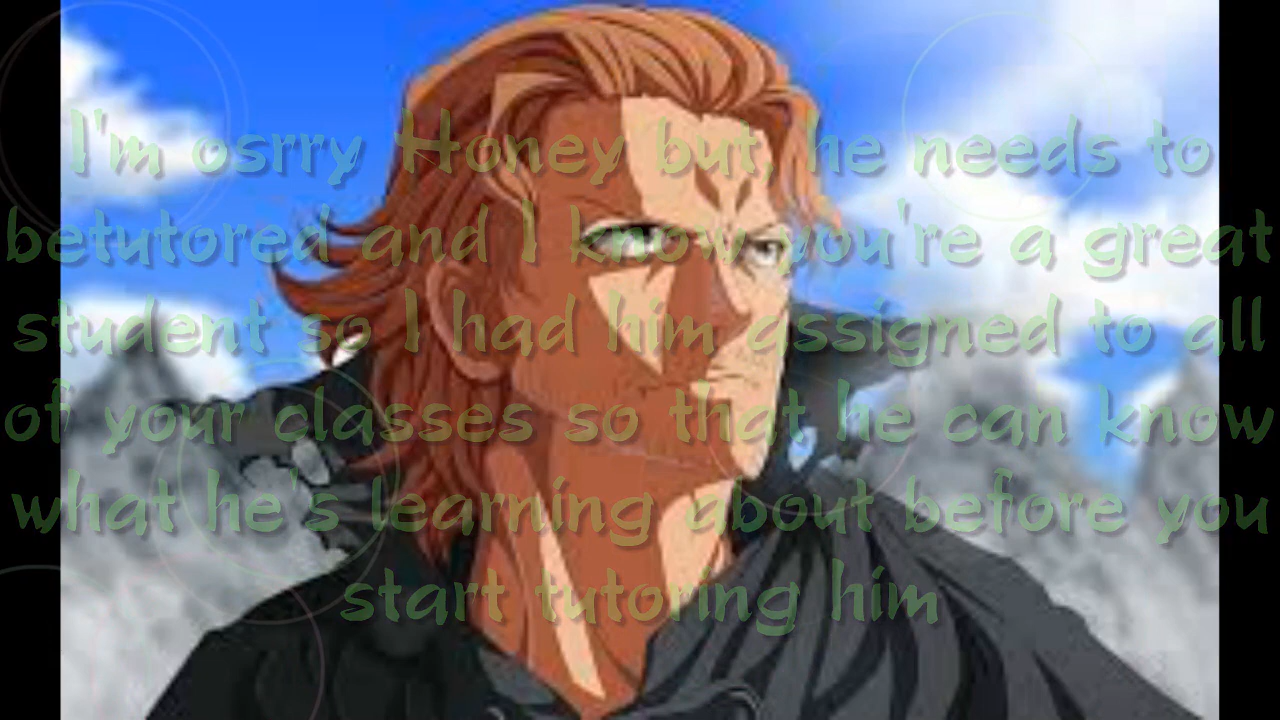 I'm osrry Honey but, he needs to
betutored and I know you're a great
student so I had him assigned to all
of your classes so that he can know
what he's learning about before you
start tutoring him